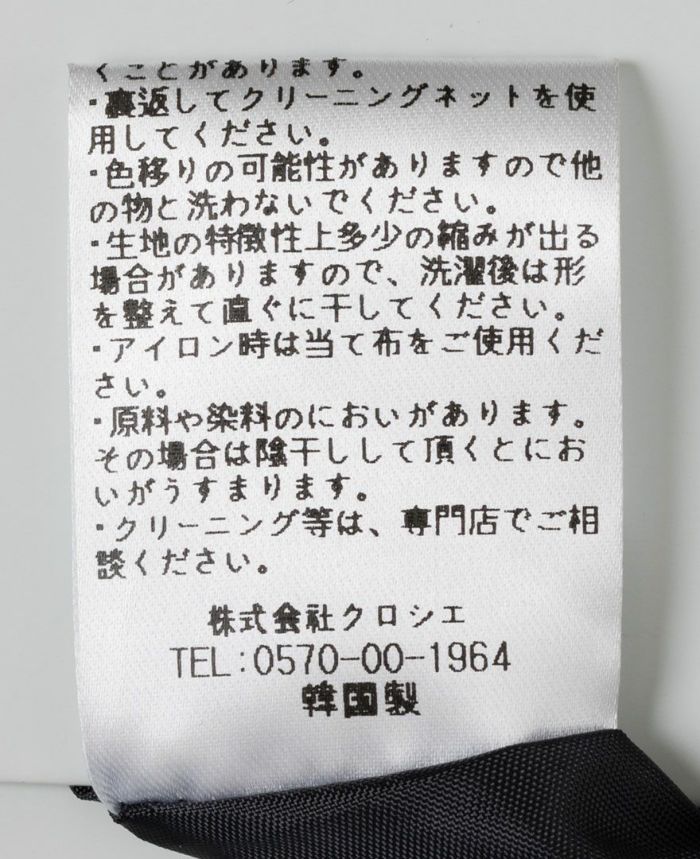 くことがあります。
・裏返してクリーニングネットを使
用してください。
・色移りの可能性がありますので他
の物と洗わないでください。
・生地の特徴性上多少の縮みが出る
場合がありますので、洗濯後は形
を整えて直ぐに干してください。
・アイロン時は当て布をご使用くだ
さい。
・原料や染料のにおいがあります。
その場合は陰干しして頂くとにお
いがうすまります。
・クリーニング等は、専門店でご相
談ください。
株式会社クロシエ
TEL:0570-00-1964
韓国製